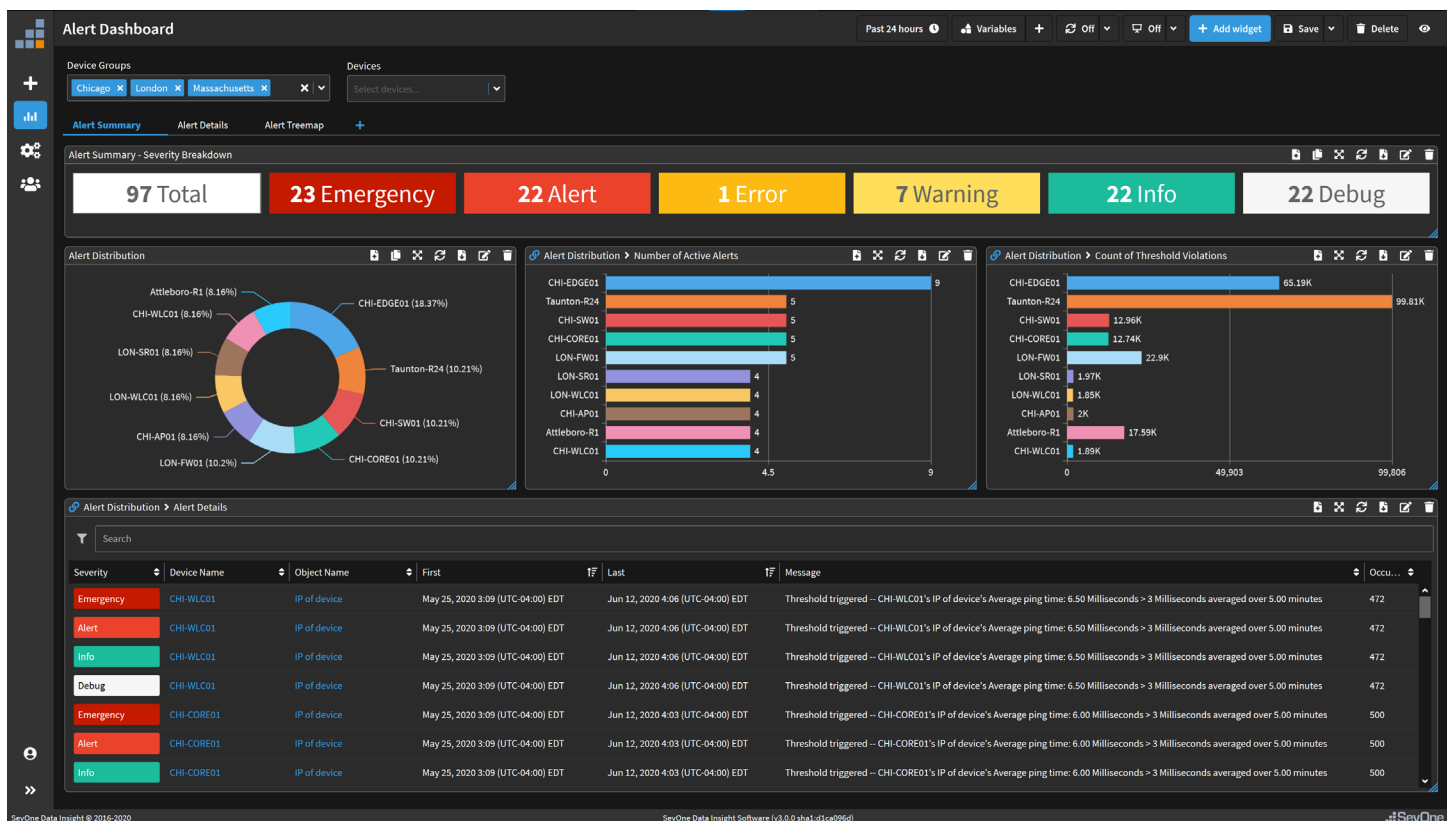 Alert Dashboard
Past 24 hours
Variables
Off
Off
Add widget
Save
Delete
Device Groups
Devices
Chicago
London
Massachusetts
Select devices...
Alert Summary
Alert Details
Alert Treemap
Alert Summary - Severity Breakdown
97 Total
23 Emergency
22 Alert
1 Error
7 Warning
22 Info
22 Debug
Alert Distribution
Attleboro-R1 (8.16%)
CHI-WLC01 (8.16%)
LON-SR01 (8.16%)
LON-WLC01 (8.16%)
CHI-AP01 (8.16%)
LON-FW01 (10.2%)
CHI-EDGE01 (18.37%)
Taunton-R24 (10.21%)
CHI-SW01 (10.21%)
CHI-CORE01 (10.21%)
Alert Distribution > Number of Active Alerts
CHI-EDGE01 9
Taunton-R24 5
CHI-SW01 5
CHI-CORE01 5
LON-FW01 5
LON-SR01 4
LON-WLC01 4
CHI-AP01 4
Attleboro-R1 4
CHI-WLC01 4
0 4.5 9
Alert Distribution > Count of Threshold Violations
CHI-EDGE01 65.19K
Taunton-R24 99.81K
CHI-SW01 12.96K
CHI-CORE01 12.74K
LON-FW01 22.9K
LON-SR01 1.97K
LON-WLC01 1.85K
CHI-AP01 2K
Attleboro-R1 17.59K
CHI-WLC01 1.89K
0 49,903 99,806
Alert Distribution > Alert Details
Search
Severity Device Name Object Name First Last Message Occu...
Emergency CHI-WLC01 IP of device May 25, 2020 3:09 (UTC-04:00) EDT Jun 12, 2020 4:06 (UTC-04:00) EDT Threshold triggered -- CHI-WLC01's IP of device's Average ping time: 6.50 Milliseconds > 3 Milliseconds averaged over 5.00 minutes 472
Alert CHI-WLC01 IP of device May 25, 2020 3:09 (UTC-04:00) EDT Jun 12, 2020 4:06 (UTC-04:00) EDT Threshold triggered -- CHI-WLC01's IP of device's Average ping time: 6.50 Milliseconds > 3 Milliseconds averaged over 5.00 minutes 472
Info CHI-WLC01 IP of device May 25, 2020 3:09 (UTC-04:00) EDT Jun 12, 2020 4:06 (UTC-04:00) EDT Threshold triggered -- CHI-WLC01's IP of device's Average ping time: 6.50 Milliseconds > 3 Milliseconds averaged over 5.00 minutes 472
Debug CHI-WLC01 IP of device May 25, 2020 3:09 (UTC-04:00) EDT Jun 12, 2020 4:06 (UTC-04:00) EDT Threshold triggered -- CHI-WLC01's IP of device's Average ping time: 6.50 Milliseconds > 3 Milliseconds averaged over 5.00 minutes 472
Emergency CHI-CORE01 IP of device May 25, 2020 3:09 (UTC-04:00) EDT Jun 12, 2020 4:03 (UTC-04:00) EDT Threshold triggered -- CHI-CORE01's IP of device's Average ping time: 6.00 Milliseconds > 3 Milliseconds averaged over 5.00 minutes 500
Alert CHI-CORE01 IP of device May 25, 2020 3:09 (UTC-04:00) EDT Jun 12, 2020 4:03 (UTC-04:00) EDT Threshold triggered -- CHI-CORE01's IP of device's Average ping time: 6.00 Milliseconds > 3 Milliseconds averaged over 5.00 minutes 500
Info CHI-CORE01 IP of device May 25, 2020 3:09 (UTC-04:00) EDT Jun 12, 2020 4:03 (UTC-04:00) EDT Threshold triggered -- CHI-CORE01's IP of device's Average ping time: 6.00 Milliseconds > 3 Milliseconds averaged over 5.00 minutes 500
SevOne Data Insight © 2016-2020
SevOne Data Insight Software (v3.0.0 sha1:d1ca096d)
SevOne